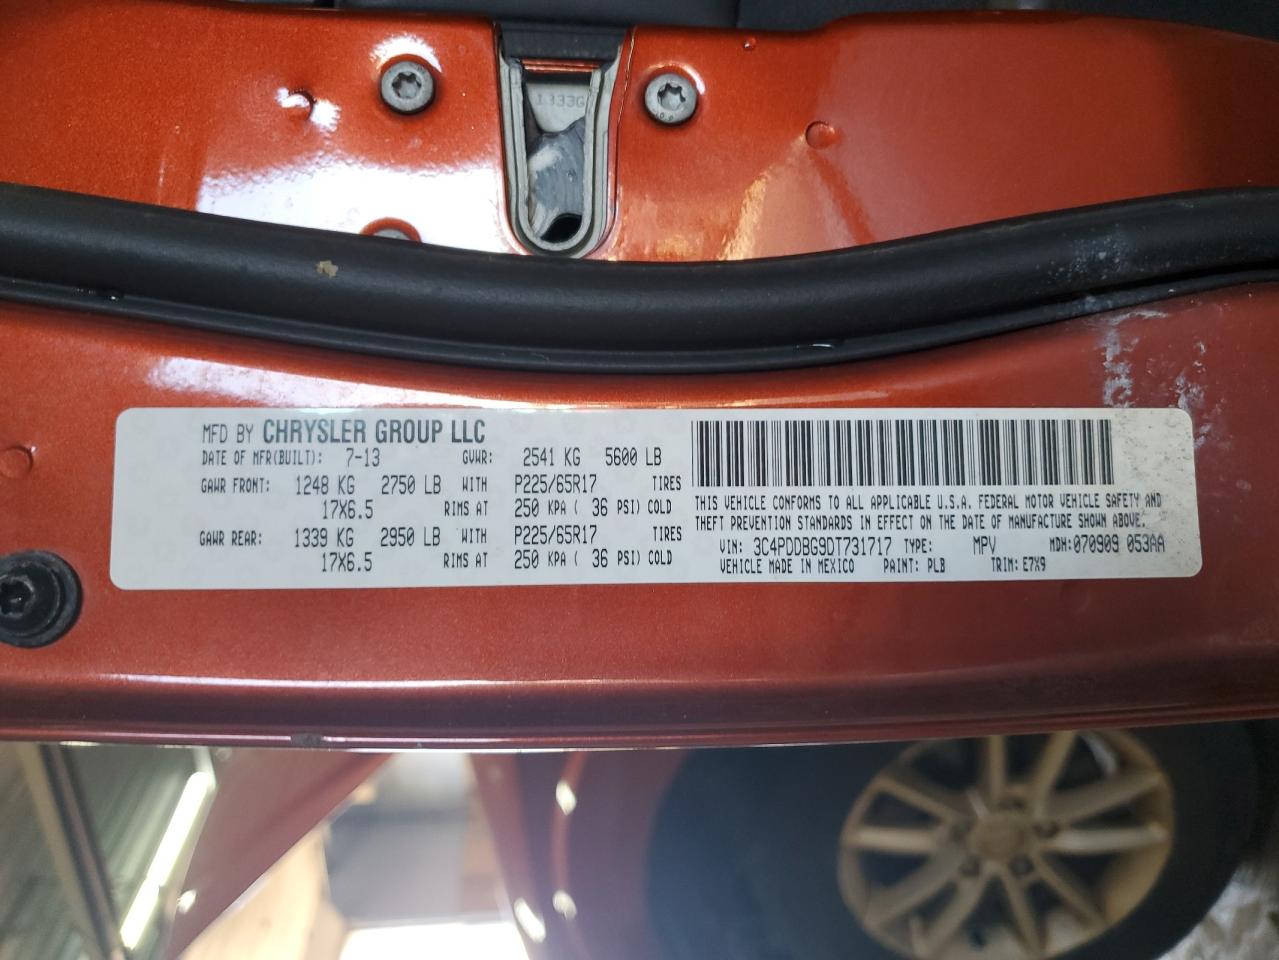 1333G
MFD BY CHRYSLER GROUP LLC
DATE OF MFR(BUILT): 7-13 GVWR: 2541 KG 5600 LB
GAWR FRONT: 1248 KG 2750 LB WITH P225/65R17 TIRES
17X6.5 RIMS AT 250 KPA ( 36 PSI) COLD
GAWR REAR: 1339 KG 2950 LB WITH P225/65R17 TIRES
17X6.5 RIMS AT 250 KPA ( 36 PSI) COLD
THIS VEHICLE CONFORMS TO ALL APPLICABLE U.S.A. FEDERAL MOTOR VEHICLE SAFETY AND
THEFT PREVENTION STANDARDS IN EFFECT ON THE DATE OF MANUFACTURE SHOWN ABOVE.
VIN: 3C4PDDBG9DT731717 TYPE: MPV MDH:070909 053AA
VEHICLE MADE IN MEXICO PAINT: PLB TRIM: E7X9